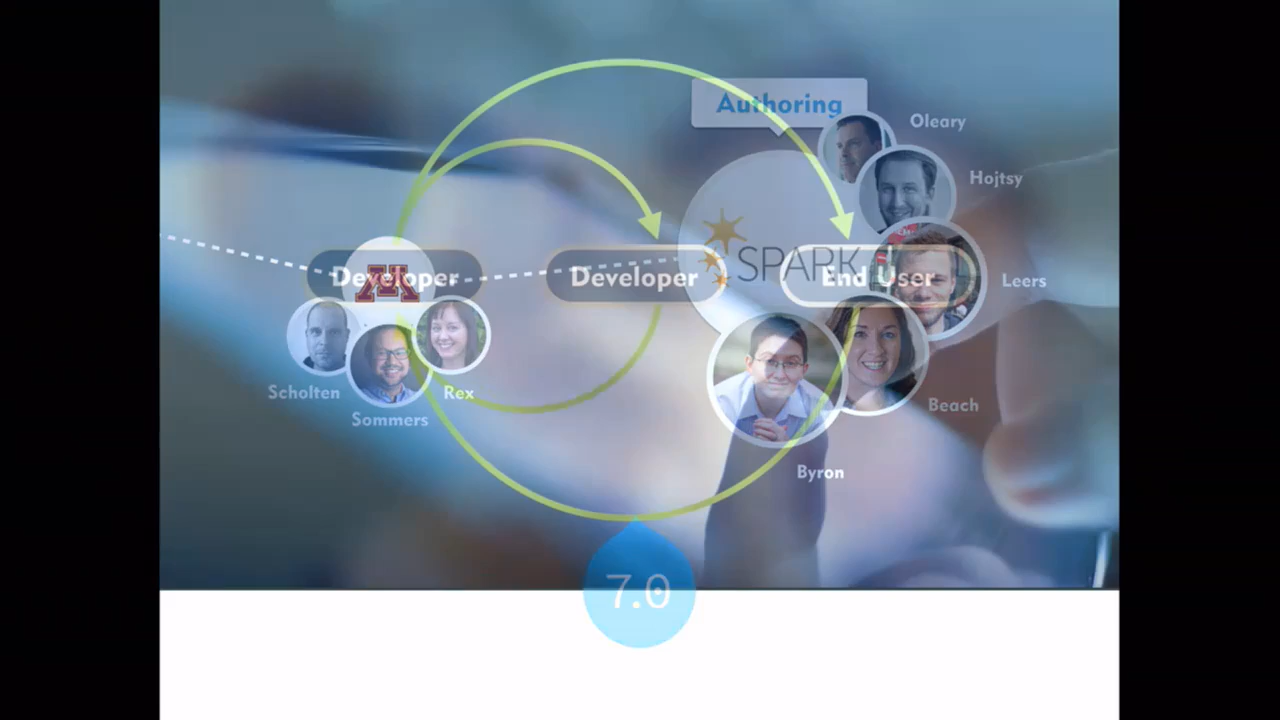 Authoring
Oleary
Hojtsy
Developer
Developer
SPARK
End User
Leers
M
Scholten
Rex
Sommers
Beach
Byron
7.0